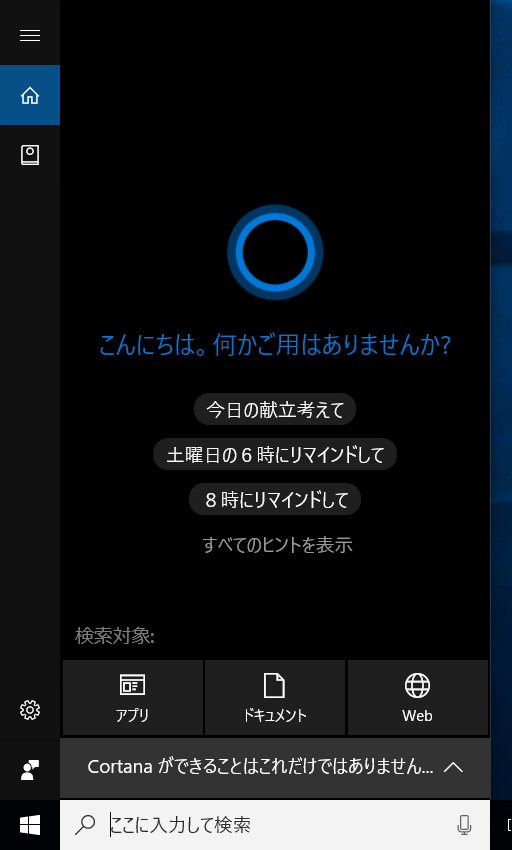 こんにちは。何かご用はありませんか?
今日の献立考えて
土曜日の６時にリマインドして
８時にリマインドして
すべてのヒントを表示
検索対象:
アプリ
ドキュメント
Web
Cortana ができることはこれだけではありません...
ここに入力して検索